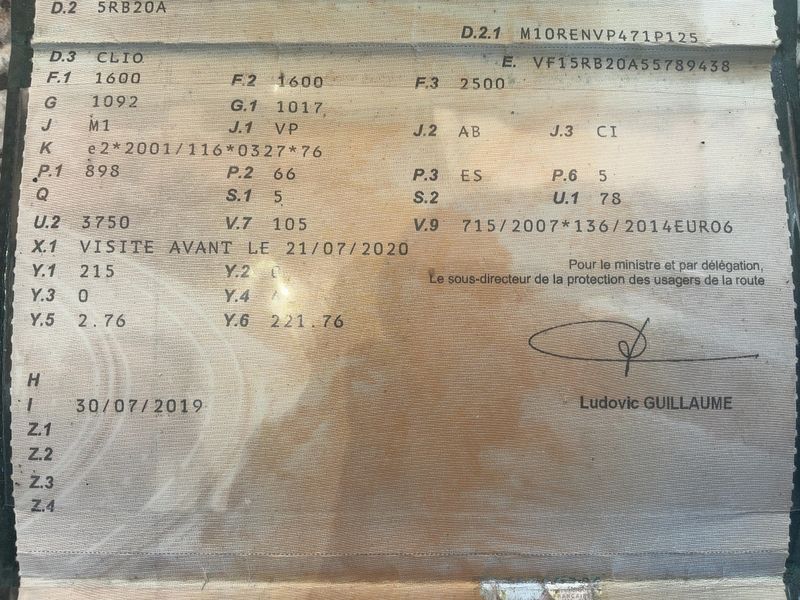 D.2 5RB20A
D.2.1 M10RENVP471P125
D.3 CLIO
E. VF15RB20A55789438
F.1 1600 F.2 1600 F.3 2500
G 1092 G.1 1017
J M1 J.1 VP J.2 AB J.3 CI
K e2*2001/116*0327*76
P.1 898 P.2 66 P.3 ES P.6 5
Q S.1 5 S.2 U.1 78
U.2 3750 V.7 105 V.9 715/2007*136/2014EURO6
X.1 VISITE AVANT LE 21/07/2020
Pour le ministre et par délégation,
Le sous-directeur de la protection des usagers de la route
Y.1 215 Y.2
Y.3 0 Y.4
Y.5 2.76 Y.6 221.76
H
I 30/07/2019
Ludovic GUILLAUME
Z.1
Z.2
Z.3
Z.4